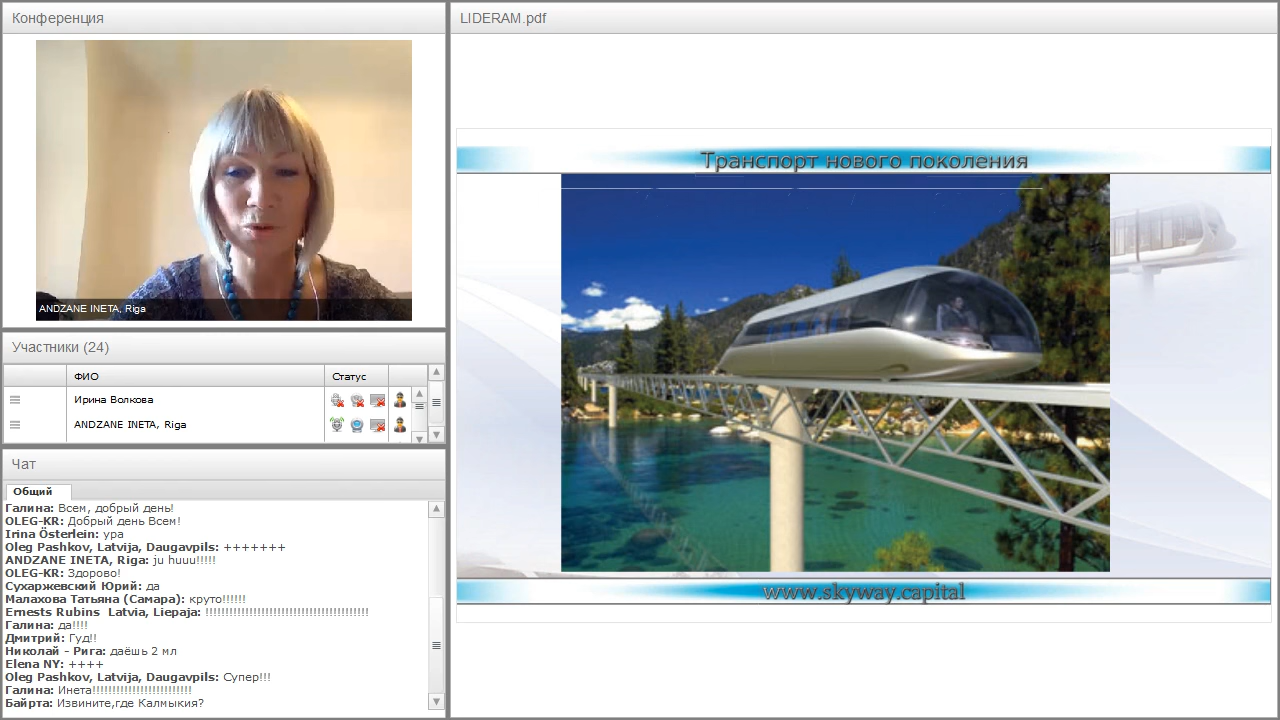 Конференция
ANDZANE INETA, Riga
Участники (24)
ФИО
Статус
Ирина Волкова
ANDZANE INETA, Riga
Чат
Общий
Галина: Всем, добрый день!
OLEG-KR: Добрый день Всем!
Irina Österlein: ура
Oleg Pashkov, Latvija, Daugavpils: +++++++
ANDZANE INETA, Riga: ju huuu!!!!!
OLEG-KR: Здорово!
Сухаржевский Юрий: да
Малахова Татьяна (Самара): круто!!!!!!
Ernests Rubins Latvia, Liepaja: !!!!!!!!!!!!!!!!!!!!!!!!!!!!!!!!!!!!!!!!!
Галина: да!!!!
Дмитрий: Гуд!!
Николай - Рига: даёшь 2 мл
Elena NY: ++++
Oleg Pashkov, Latvija, Daugavpils: Супер!!!
Галина: Инета!!!!!!!!!!!!!!!!!!!!!!!!!
Байрта: Извините,где Калмыкия?
LIDERAM.pdf
Транспорт нового поколения
www.skyway.capital